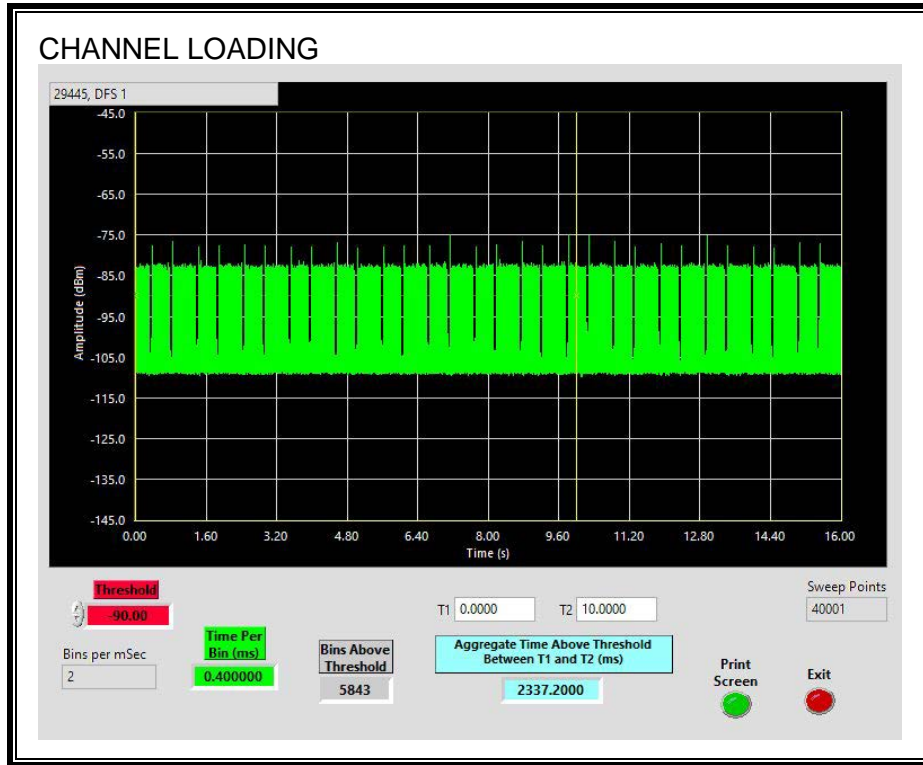 CHANNEL LOADING
29445, DFS 1
-45.0
-55.0
-65.0
-75.0
-85.0
-95.0
-105.0
-115.0
-125.0
-135.0
-145.0
Amplitude (dBm)
0.00 1.60 3.20 4.80 6.40 8.00 9.60 11.20 12.80 14.40 16.00
Time (s)
Threshold
-90.00
Bins per mSec
2
Time Per
Bin (ms)
0.400000
Bins Above
Threshold
5843
T1 0.0000 T2 10.0000
Aggregate Time Above Threshold
Between T1 and T2 (ms)
2337.2000
Sweep Points
40001
Print
Screen
Exit